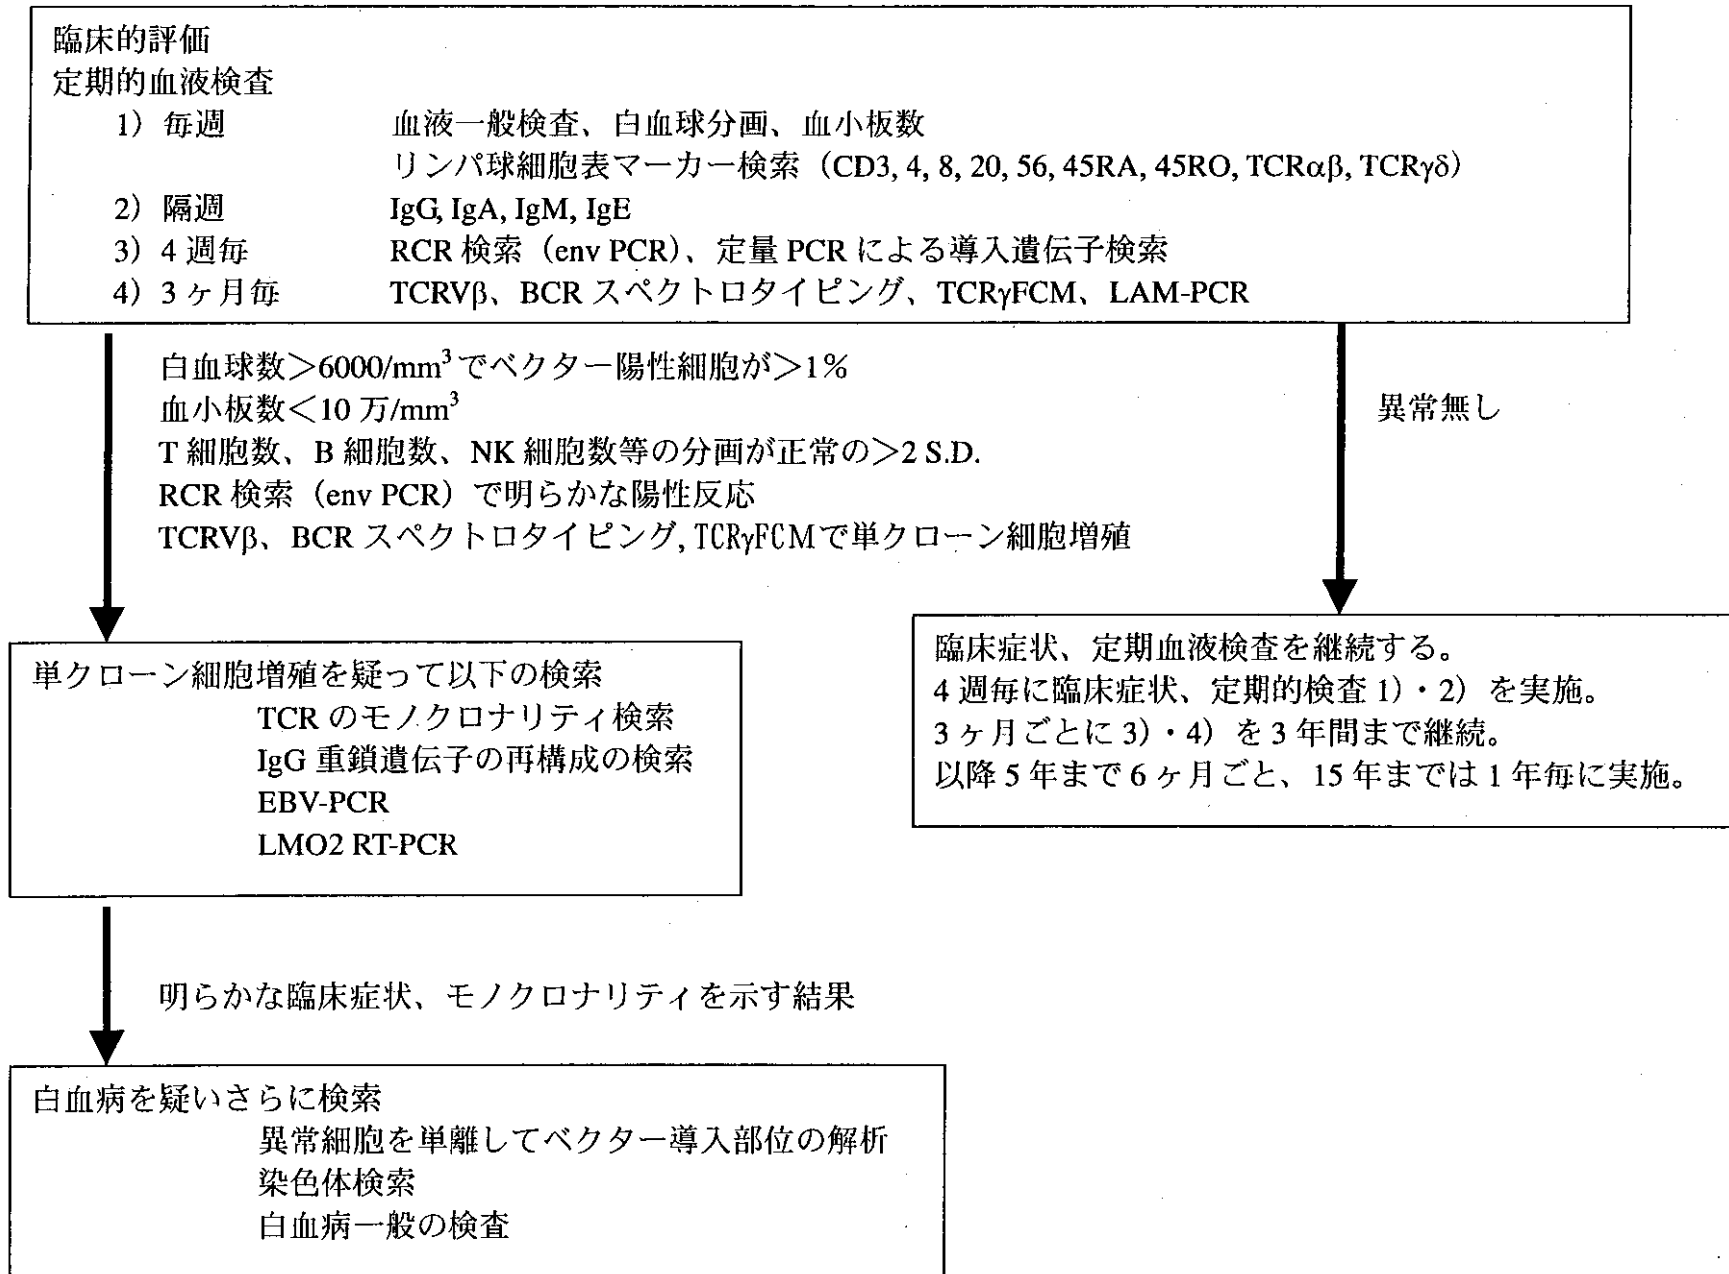 臨床的評価
定期的血液検査
1）毎週 血液一般検査、白血球分画、血小板数
リンパ球細胞表マーカー検索（CD3, 4, 8, 20, 56, 45RA, 45RO, TCRαβ, TCRγδ）
2）隔週 IgG, IgA, IgM, IgE
3）4 週毎 RCR 検索（env PCR）、定量 PCR による導入遺伝子検索
4）3 ヶ月毎 TCRVβ、BCR スペクトロタイピング、TCRγFCM、LAM-PCR
白血球数＞6000/mm³でベクター陽性細胞が＞1％
血小板数＜10 万/mm³
T 細胞数、B 細胞数、NK 細胞数等の分画が正常の＞2 S.D.
RCR 検索（env PCR）で明らかな陽性反応
TCRVβ、BCR スペクトロタイピング, TCRγFCMで単クローン細胞増殖
異常無し
単クローン細胞増殖を疑って以下の検索
TCR のモノクロナリティ検索
IgG 重鎖遺伝子の再構成の検索
EBV-PCR
LMO2 RT-PCR
臨床症状、定期血液検査を継続する。
4 週毎に臨床症状、定期的検査 1）・2）を実施。
3 ヶ月ごとに 3）・4）を 3 年間まで継続。
以降 5 年まで 6 ヶ月ごと、15 年までは 1 年毎に実施。
明らかな臨床症状、モノクロナリティを示す結果
白血病を疑いさらに検索
異常細胞を単離してベクター導入部位の解析
染色体検索
白血病一般の検査